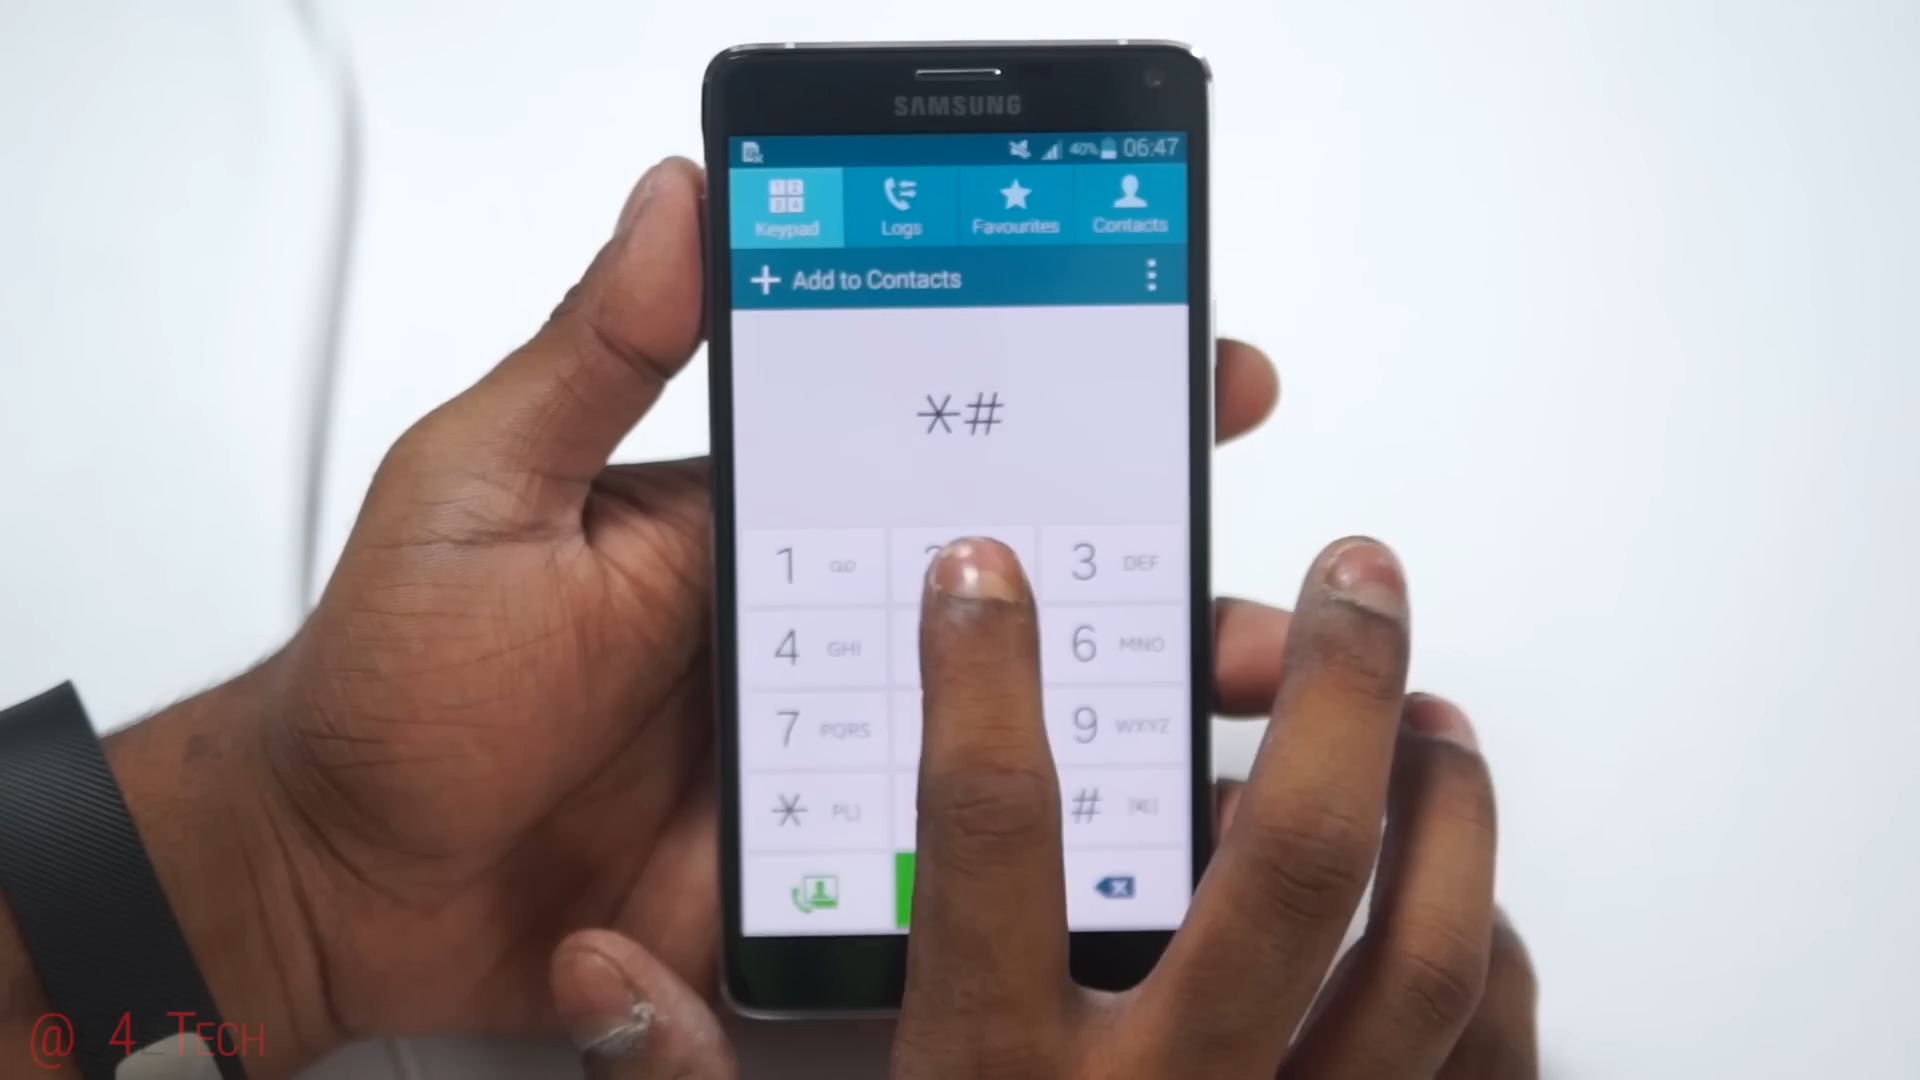 SAMSUNG
40% 06:47
Keypad Logs Favourites Contacts
+ Add to Contacts
*#
1 3 DEF
4 GHI 6 MNO
7 PQRS 9 WXYZ
* #
@ 4_Tech